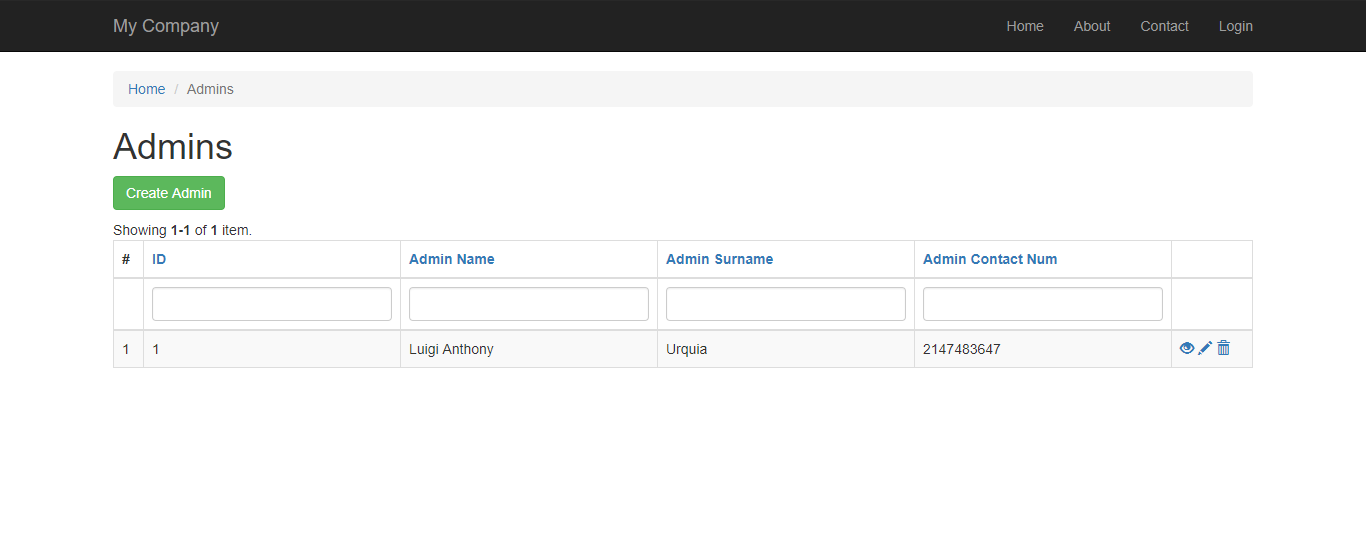 My Company Home About Contact Login
Home / Admins
Admins
Create Admin
Showing 1-1 of 1 item.
# ID Admin Name Admin Surname Admin Contact Num
1 1 Luigi Anthony Urquia 2147483647